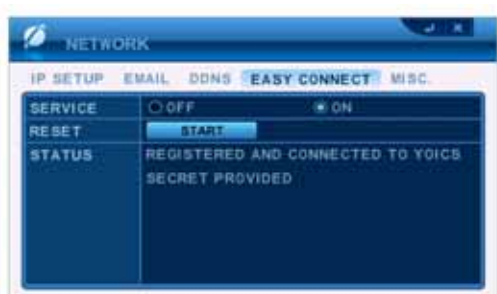 NETWORK
IP SETUP EMAIL DDNS EASY CONNECT MISC.
SERVICE OFF ON
RESET START
STATUS REGISTERED AND CONNECTED TO YOICS
SECRET PROVIDED